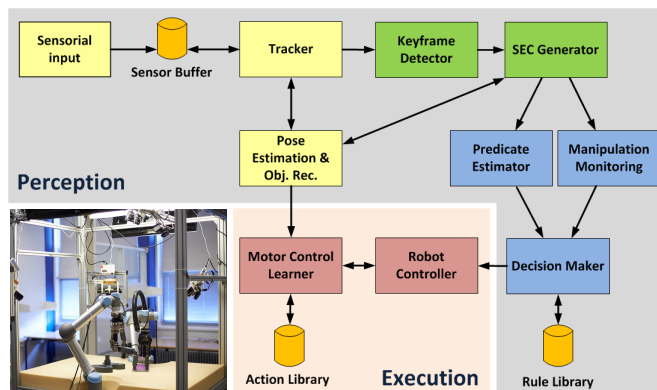 Sensorial
input
Sensor Buffer
Tracker
Keyframe
Detector
SEC Generator
Pose
Estimation &
Obj. Rec.
Predicate
Estimator
Manipulation
Monitoring
Perception
Motor Control
Learner
Robot
Controller
Decision Maker
Action Library
Execution
Rule Library